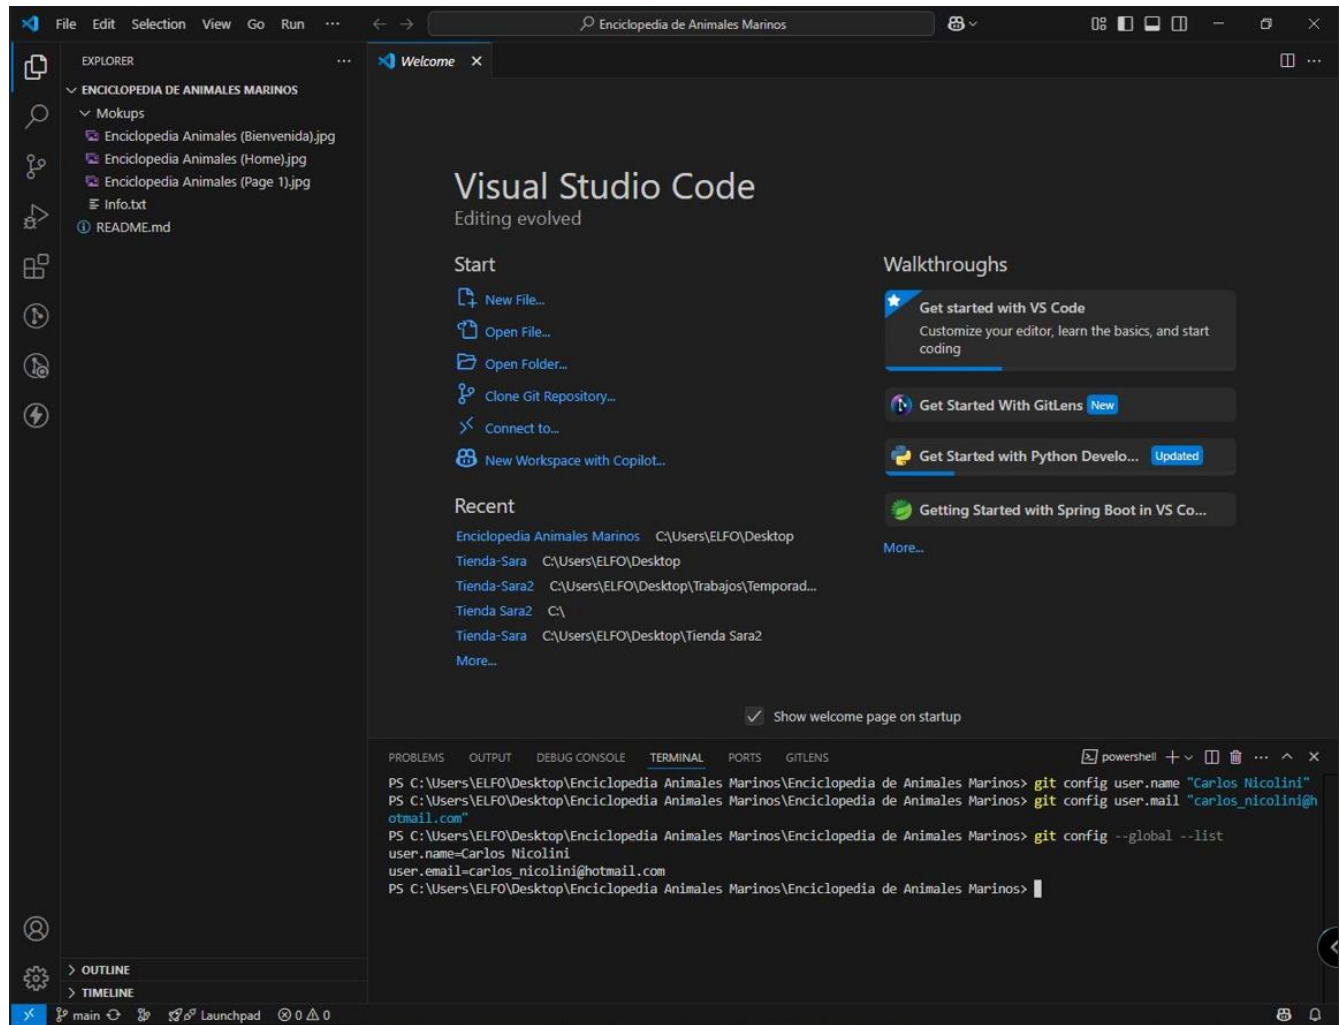 File Edit Selection View Go Run ···
Enciclopedia de Animales Marinos
EXPLORER
ENCICLOPEDIA DE ANIMALES MARINOS
Mokups
Enciclopedia Animales (Bienvenida).jpg
Enciclopedia Animales (Home).jpg
Enciclopedia Animales (Page 1).jpg
Info.txt
README.md
OUTLINE
TIMELINE
Welcome
Visual Studio Code
Editing evolved
Start
New File...
Open File...
Open Folder...
Clone Git Repository...
Connect to...
New Workspace with Copilot...
Recent
Enciclopedia Animales Marinos C:\Users\ELFO\Desktop
Tienda-Sara C:\Users\ELFO\Desktop
Tienda-Sara2 C:\Users\ELFO\Desktop\Trabajos\Temporad...
Tienda Sara2 C:\
Tienda-Sara C:\Users\ELFO\Desktop\Tienda Sara2
More...
Walkthroughs
Get started with VS Code
Customize your editor, learn the basics, and start
coding
Get Started With GitLens New
Get Started with Python Develo... Updated
Getting Started with Spring Boot in VS Co...
More...
Show welcome page on startup
PROBLEMS OUTPUT DEBUG CONSOLE TERMINAL PORTS GITLENS
powershell
PS C:\Users\ELFO\Desktop\Enciclopedia Animales Marinos\Enciclopedia de Animales Marinos> git config user.name "Carlos Nicolini"
PS C:\Users\ELFO\Desktop\Enciclopedia Animales Marinos\Enciclopedia de Animales Marinos> git config user.mail "carlos_nicolini@h
otmail.com"
PS C:\Users\ELFO\Desktop\Enciclopedia Animales Marinos\Enciclopedia de Animales Marinos> git config --global --list
user.name=Carlos Nicolini
user.email=carlos_nicolini@hotmail.com
PS C:\Users\ELFO\Desktop\Enciclopedia Animales Marinos\Enciclopedia de Animales Marinos>
main Launchpad 0 0